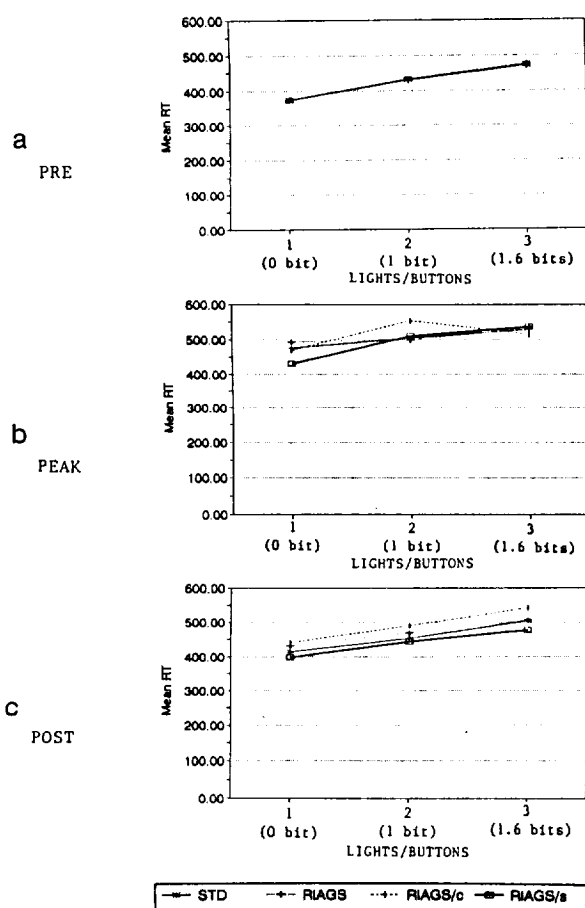 600.00
500.00
400.00
300.00
200.00
100.00
0.00
Mean RT
a
PRE
1 2 3
(0 bit) (1 bit) (1.6 bits)
LIGHTS/BUTTONS
600.00
500.00
400.00
300.00
200.00
100.00
0.00
Mean RT
b
PEAK
1 2 3
(0 bit) (1 bit) (1.6 bits)
LIGHTS/BUTTONS
600.00
500.00
400.00
300.00
200.00
100.00
0.00
Mean RT
c
POST
1 2 3
(0 bit) (1 bit) (1.6 bits)
LIGHTS/BUTTONS
STD RIAGS RIAGS/c RIAGS/s